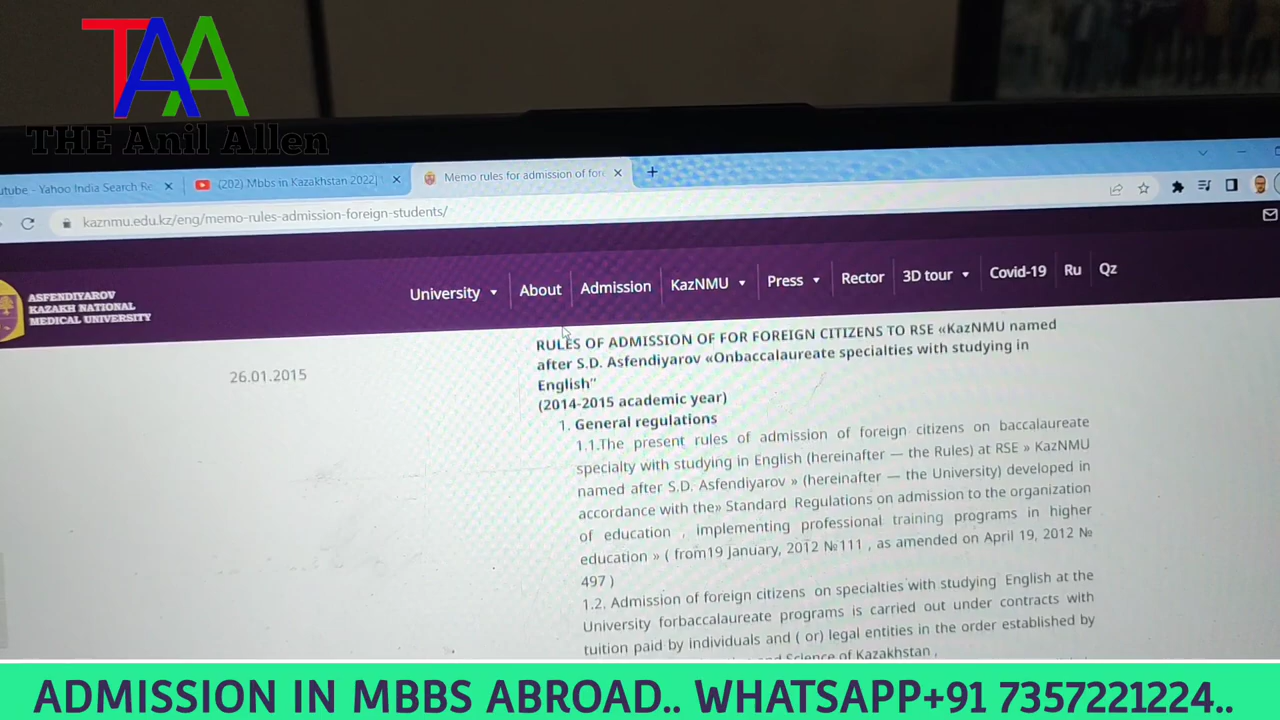 TAA
THE Anil Allen
utube - Yahoo India Search Re
(202) Mbbs in Kazakhstan 2022|
Memo rules for admission of for
kaznmu.edu.kz/eng/memo-rules-admission-foreign-students/
ASFENDIYAROV
KAZAKH NATIONAL
MEDICAL UNIVERSITY
University
About
Admission
KazNMU
Press
Rector
3D tour
Covid-19
Ru
Qz
26.01.2015
RULES OF ADMISSION OF FOR FOREIGN CITIZENS TO RSE «KazNMU named
after S.D. Asfendiyarov «Onbaccalaureate specialties with studying in
English"
(2014-2015 academic year)
1. General regulations
1.1.The present rules of admission of foreign citizens on baccalaureate
specialty with studying in English (hereinafter — the Rules) at RSE » KazNMU
named after S.D. Asfendiyarov » (hereinafter — the University) developed in
accordance with the» Standard Regulations on admission to the organization
of education , implementing professional training programs in higher
education » ( from19 January, 2012 №111 , as amended on April 19, 2012 №
497 )
1.2. Admission of foreign citizens on specialties with studying English at the
University forbaccalaureate programs is carried out under contracts with
tuition paid by individuals and ( or) legal entities in the order established by
and Science of Kazakhstan ,
ADMISSION IN MBBS ABROAD.. WHATSAPP+91 7357221224..